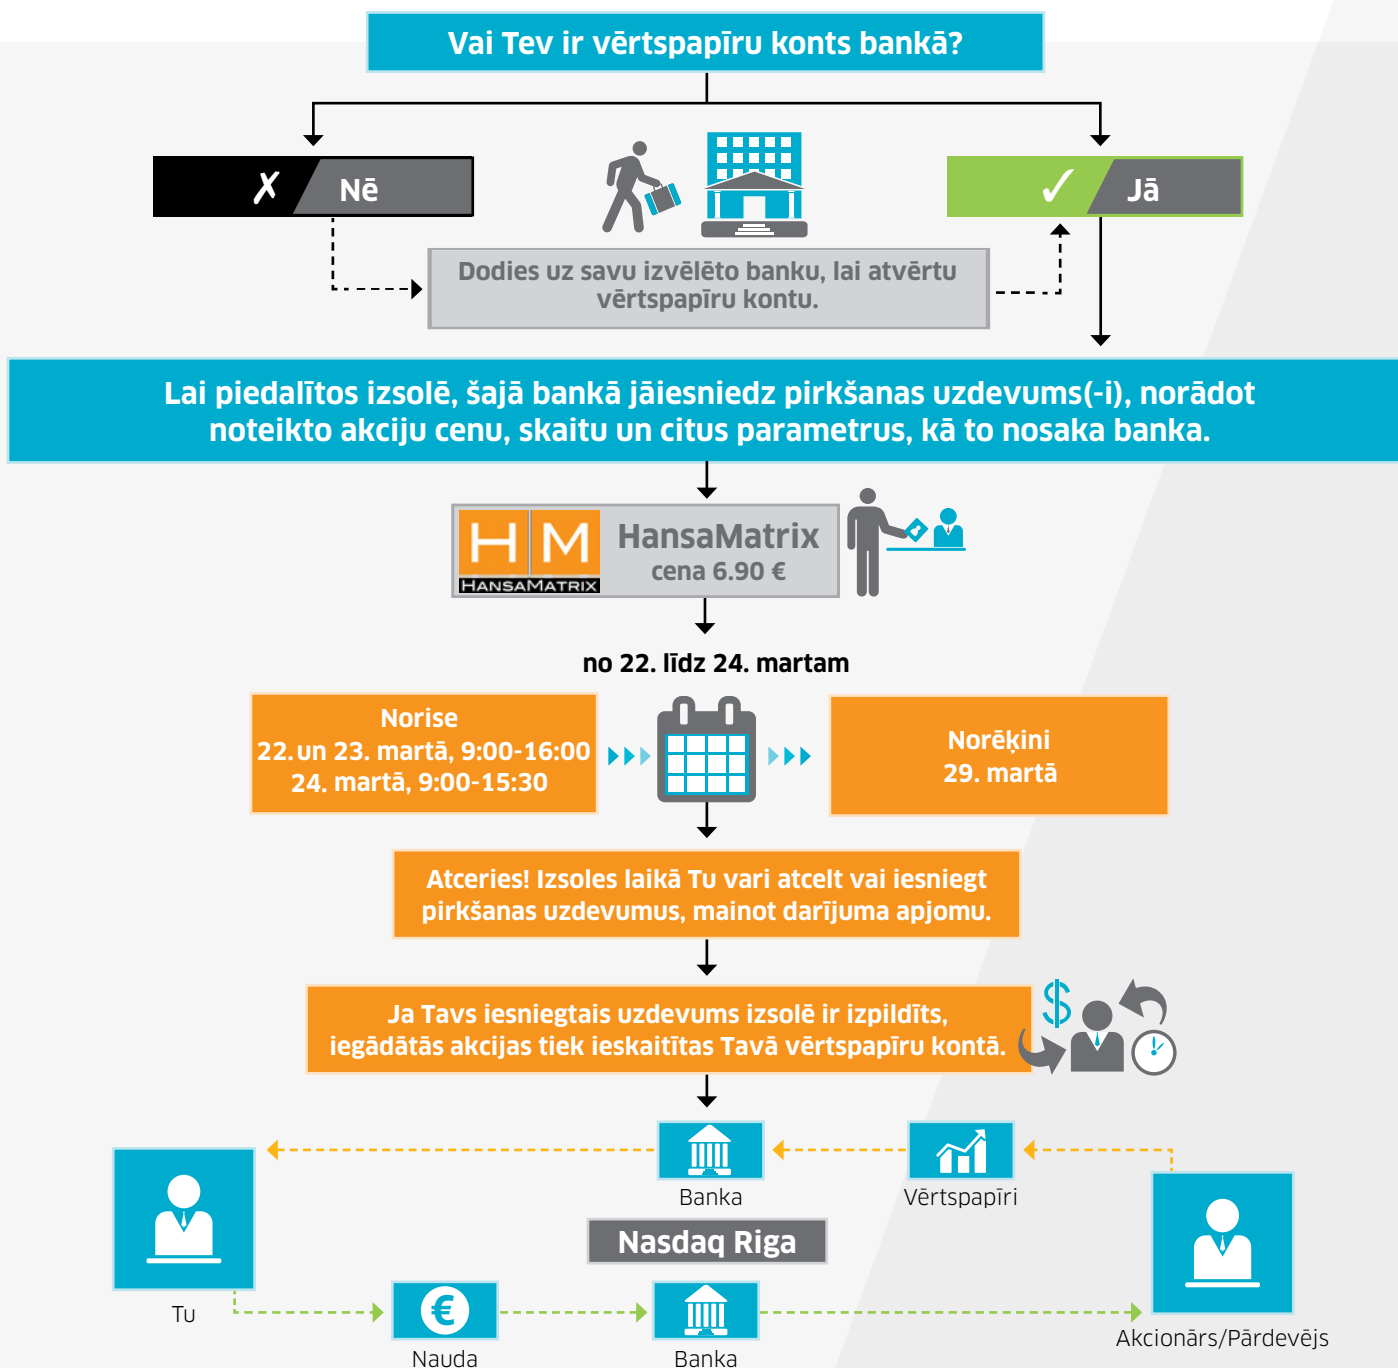 Vai Tev ir vērtspapīru konts bankā?
✗ Nē
✓ Jā
Dodies uz savu izvēlēto banku, lai atvērtu
vērtspapīru kontu.
Lai piedalītos izsolē, šajā bankā jāiesniedz pirkšanas uzdevums(-i), norādot
noteikto akciju cenu, skaitu un citus parametrus, kā to nosaka banka.
H M
HANSAMATRIX
HansaMatrix
cena 6.90 €
no 22. līdz 24. martam
Norise
22. un 23. martā, 9:00-16:00
24. martā, 9:00-15:30
Norēķini
29. martā
Atceries! Izsoles laikā Tu vari atcelt vai iesniegt
pirkšanas uzdevumus, mainot darījuma apjomu.
Ja Tavs iesniegtais uzdevums izsolē ir izpildīts,
iegādātās akcijas tiek ieskaitītas Tavā vērtspapīru kontā.
$
Banka
Vērtspapīri
Nasdaq Riga
Tu
€
Nauda
Banka
Akcionārs/Pārdevējs